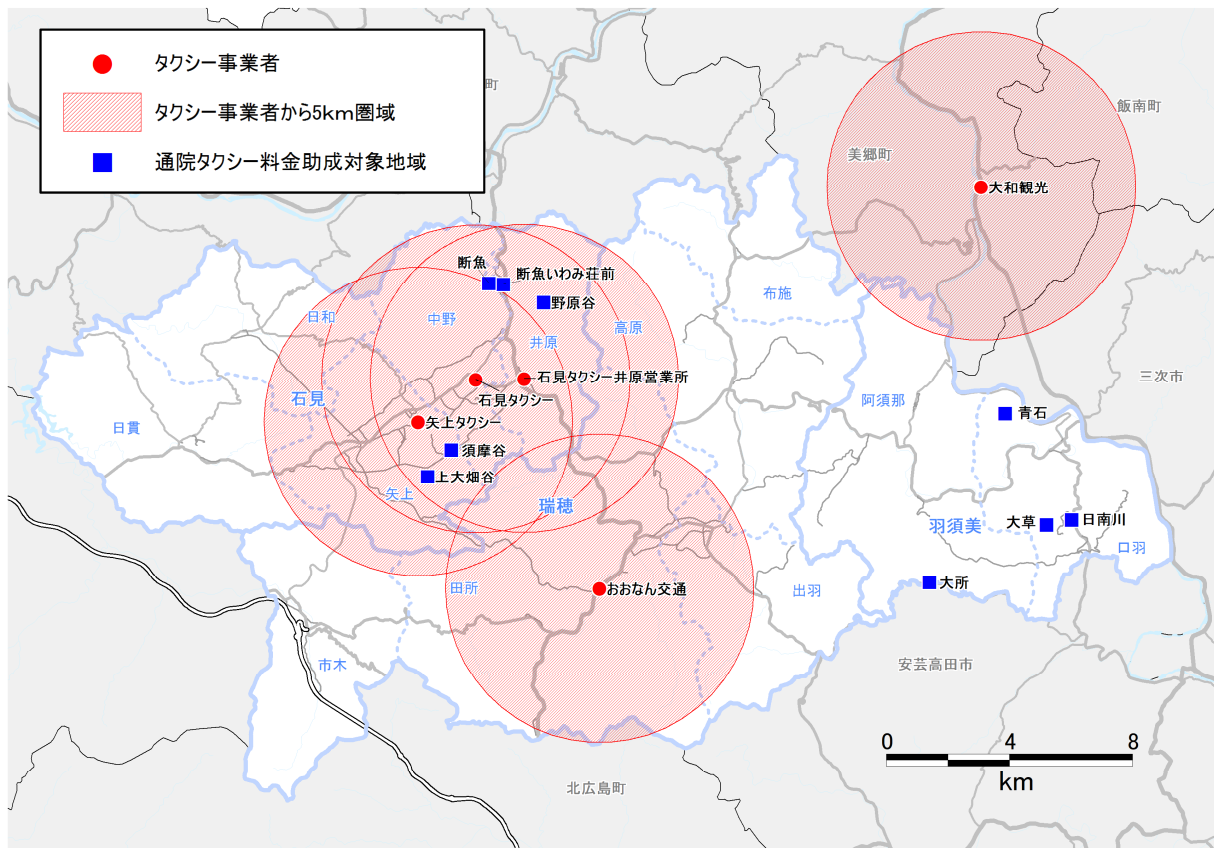 タクシー事業者
タクシー事業者から5km圏域
通院タクシー料金助成対象地域
町
飯南町
美郷町
大和観光
断魚
断魚いわみ荘前
野原谷
布施
日和
中野
井原
高原
石見タクシー井原営業所
三次市
石見
石見タクシー
阿須那
青石
日貫
矢上タクシー
須摩谷
上大畑谷
矢上
瑞穂
羽須美
大草
日南川
口羽
田所
おおなん交通
出羽
大所
市木
安芸高田市
0 4 8
km
北広島町